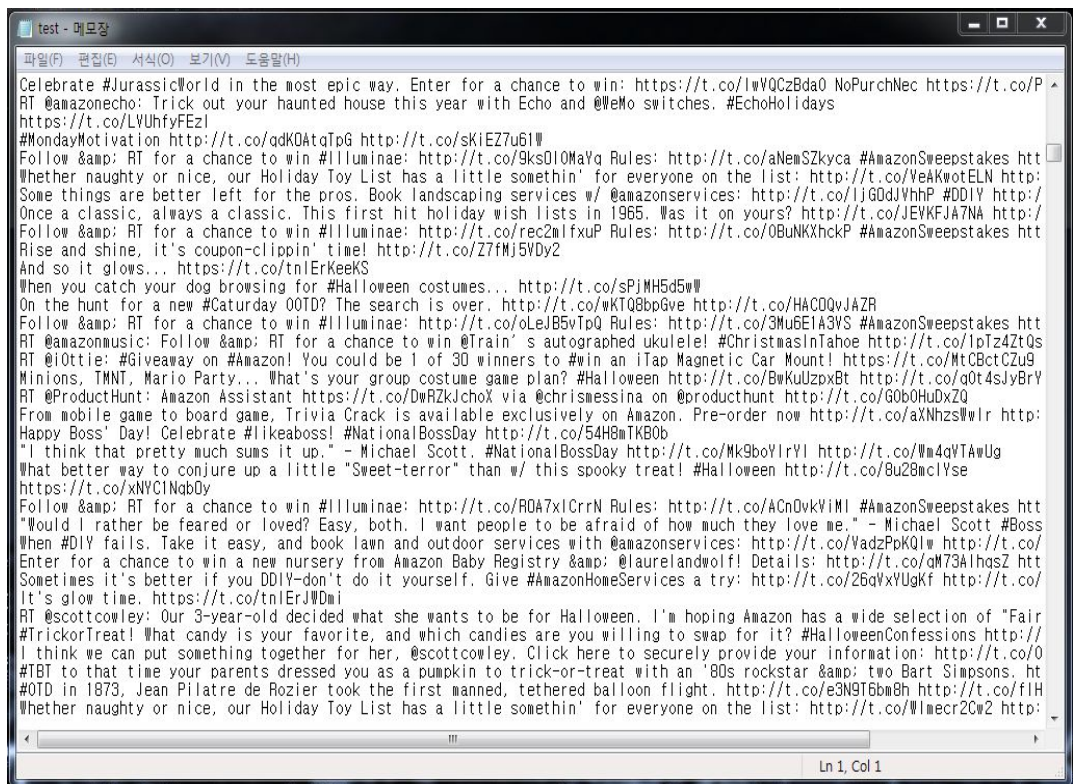 test - 메모장
파일(F) 편집(E) 서식(O) 보기(V) 도움말(H)
Celebrate #JurassicWorld in the most epic way. Enter for a chance to win: https://t.co/IwVQCzBda0 NoPurchNec https://t.co/P
RT @amazonecho: Trick out your haunted house this year with Echo and @WeMo switches. #EchoHolidays
https://t.co/LVUhfyFEzI
#MondayMotivation http://t.co/qdKOAtqTpG http://t.co/sKiEZ7u61W
Follow &amp; RT for a chance to win #Illuminae: http://t.co/9ksOlOMaYq Rules: http://t.co/aNemSZkyca #AmazonSweepstakes htt
Whether naughty or nice, our Holiday Toy List has a little somethin' for everyone on the list: http://t.co/VeAKwotELN http:
Some things are better left for the pros. Book landscaping services w/ @amazonservices: http://t.co/ljGOdJVhhP #DDIY http:/
Once a classic, always a classic. This first hit holiday wish lists in 1965. Was it on yours? http://t.co/JEVKFJA7NA http:/
Follow &amp; RT for a chance to win #Illuminae: http://t.co/rec2mIfxuP Rules: http://t.co/OBuNKXhckP #AmazonSweepstakes htt
Rise and shine, it's coupon-clippin' time! http://t.co/Z7fMj5VDy2
And so it glows... https://t.co/tnIErKeeKS
When you catch your dog browsing for #Halloween costumes... http://t.co/sPjMH5d5wW
On the hunt for a new #Caturday OOTD? The search is over. http://t.co/wKTQ8bpGve http://t.co/HACOQvJAZR
Follow &amp; RT for a chance to win #Illuminae: http://t.co/oLeJB5vTpQ Rules: http://t.co/3Mu6E1A3VS #AmazonSweepstakes htt
RT @amazonmusic: Follow &amp; RT for a chance to win @Train’s autographed ukulele! #ChristmasInTahoe http://t.co/1pTz4ZtQs
RT @iOttie: #Giveaway on #Amazon! You could be 1 of 30 winners to #win an iTap Magnetic Car Mount! https://t.co/MtCBctCZu9
Minions, TMNT, Mario Party... What's your group costume game plan? #Halloween http://t.co/BwKuUzpxBt http://t.co/qOt4sJyBrY
RT @ProductHunt: Amazon Assistant https://t.co/DwRZkJchoX via @chrismessina on @producthunt http://t.co/GObOHuDxZQ
From mobile game to board game, Trivia Crack is available exclusively on Amazon. Pre-order now http://t.co/aXNhzsWwIr http:
Happy Boss' Day! Celebrate #likeaboss! #NationalBossDay http://t.co/54H8mTKBOb
"I think that pretty much sums it up." - Michael Scott. #NationalBossDay http://t.co/Mk9boYIrYl http://t.co/Wm4qYTAwUg
What better way to conjure up a little "Sweet-terror" than w/ this spooky treat! #Halloween http://t.co/8u28mclYse
https://t.co/xNYC1NqbOy
Follow &amp; RT for a chance to win #Illuminae: http://t.co/ROA7xICrrN Rules: http://t.co/ACnOvkViMl #AmazonSweepstakes htt
"Would I rather be feared or loved? Easy, both. I want people to be afraid of how much they love me." - Michael Scott #Boss
When #DIY fails. Take it easy, and book lawn and outdoor services with @amazonservices: http://t.co/VadzPpKQlw http://t.co/
Enter for a chance to win a new nursery from Amazon Baby Registry &amp; @laurelandwolf! Details: http://t.co/qM73AIhqsZ htt
Sometimes it's better if you DDIY-don't do it yourself. Give #AmazonHomeServices a try: http://t.co/26qVxYUgKf http://t.co/
It's glow time. https://t.co/tnIErJWDmi
RT @scottcowley: Our 3-year-old decided what she wants to be for Halloween. I'm hoping Amazon has a wide selection of "Fair
#TrickorTreat! What candy is your favorite, and which candies are you willing to swap for it? #HalloweenConfessions http://
I think we can put something together for her, @scottcowley. Click here to securely provide your information: http://t.co/0
#TBT to that time your parents dressed you as a pumpkin to trick-or-treat with an '80s rockstar &amp; two Bart Simpsons. ht
#OTD in 1873, Jean Pilatre de Rozier took the first manned, tethered balloon flight. http://t.co/e3N9T6bm8h http://t.co/flH
Whether naughty or nice, our Holiday Toy List has a little somethin' for everyone on the list: http://t.co/Wlmecr2Cw2 http:
Ln 1, Col 1